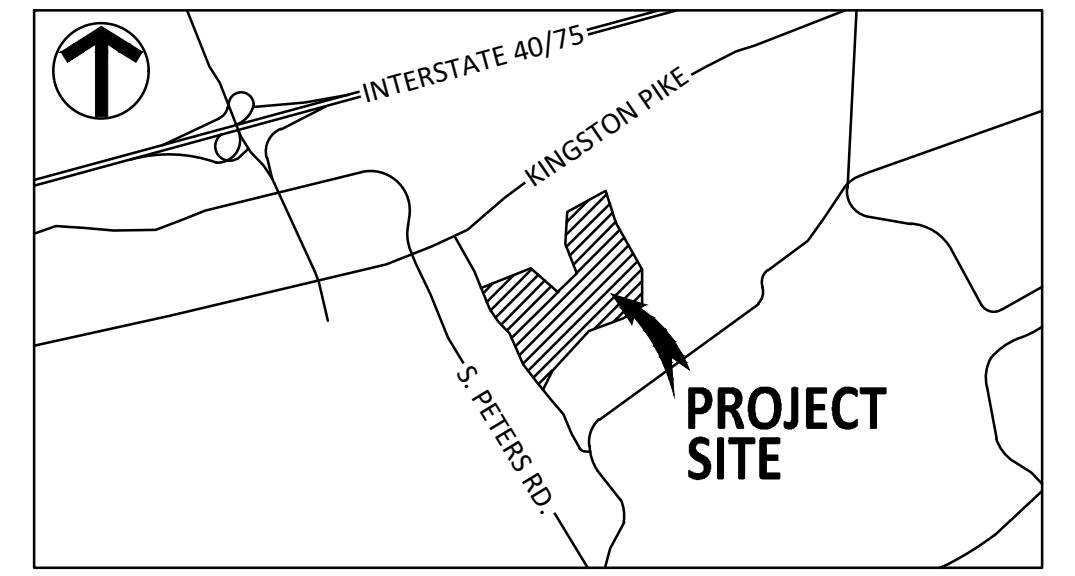 INTERSTATE 40/75
KINGSTON PIKE
S. PETERS RD.
PROJECT
SITE